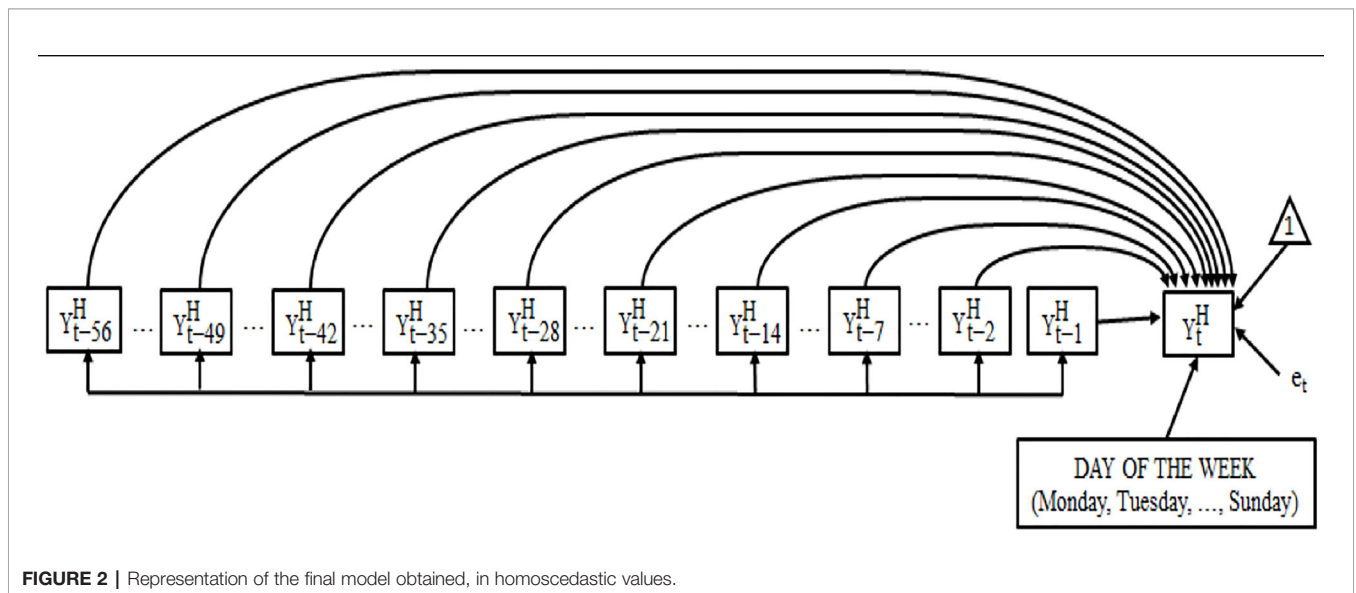 1
Y^H_{t–56} ... Y^H_{t–49} ... Y^H_{t–42} ... Y^H_{t–35} ... Y^H_{t–28} ... Y^H_{t–21} ... Y^H_{t–14} ... Y^H_{t–7} ... Y^H_{t–2} Y^H_{t–1} Y^H_t
e_t
DAY OF THE WEEK
(Monday, Tuesday, ..., Sunday)
FIGURE 2 | Representation of the final model obtained, in homoscedastic values.